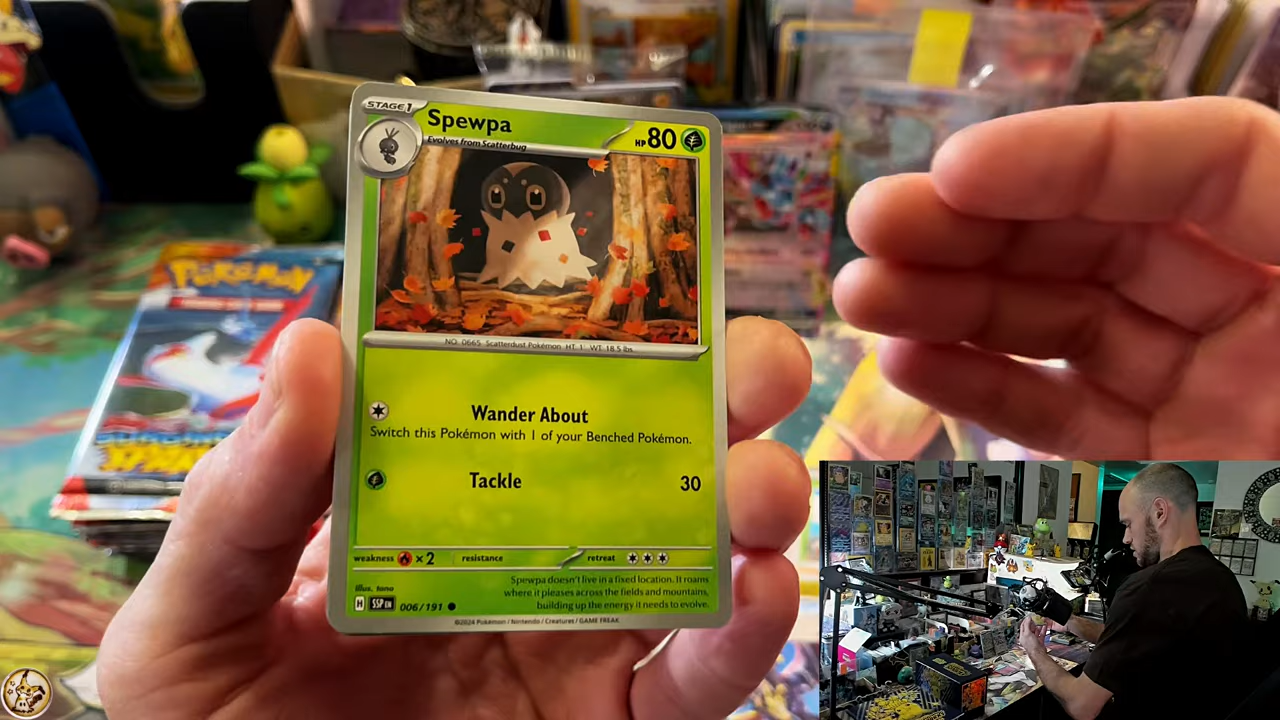 STAGE 1
Spewpa
HP 80
Evolves from Scatterbug
NO. 0665 Scatterdust Pokémon HT. 1' WT. 18.5 lbs.
Wander About
Switch this Pokémon with 1 of your Benched Pokémon.
Tackle 30
weakness ×2 resistance retreat
Illus. tono
Spewpa doesn't live in a fixed location. It roams
where it pleases across the fields and mountains,
building up the energy it needs to evolve.
H SSP EN 006/191
©2024 Pokémon / Nintendo / Creatures / GAME FREAK
POKÉMON